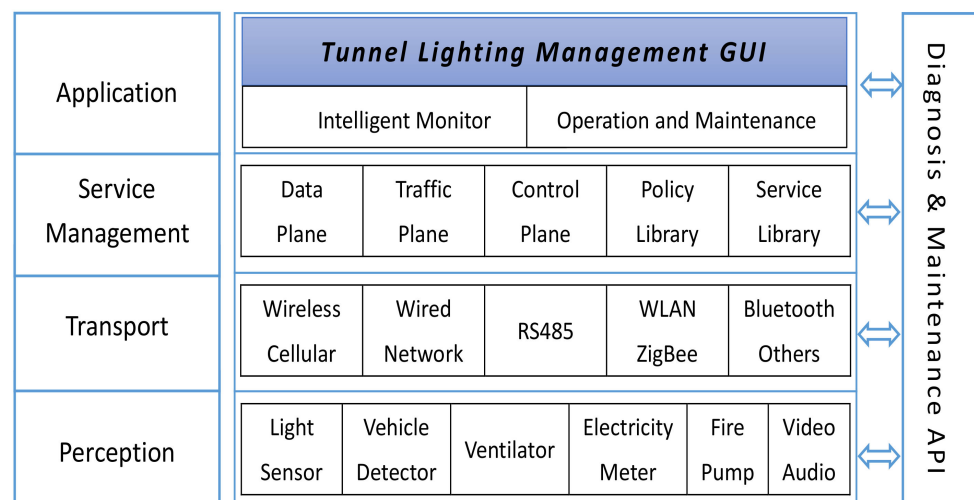 Application
Tunnel Lighting Management GUI
Intelligent Monitor
Operation and Maintenance
Service
Management
Data
Plane
Traffic
Plane
Control
Plane
Policy
Library
Service
Library
Transport
Wireless
Cellular
Wired
Network
RS485
WLAN
ZigBee
Bluetooth
Others
Perception
Light
Sensor
Vehicle
Detector
Ventilator
Electricity
Meter
Fire
Pump
Video
Audio
Diagnosis & Maintenance API